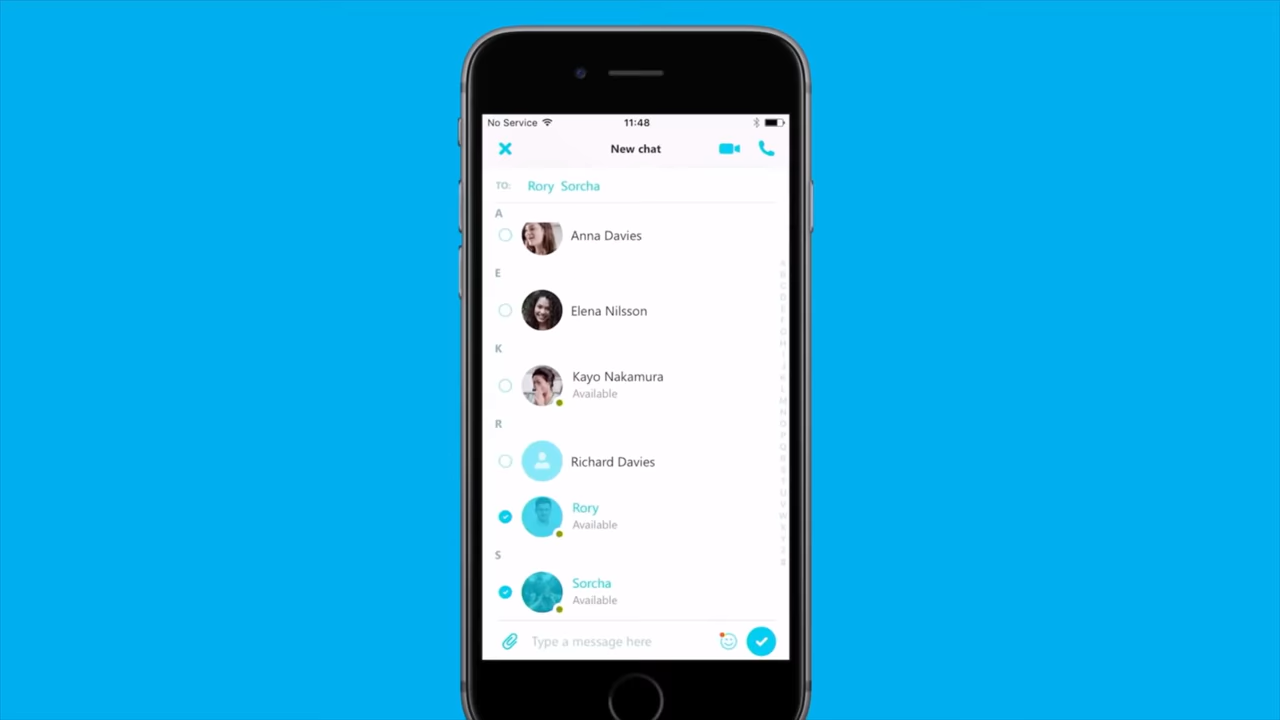 No Service 11:48
New chat
TO: Rory Sorcha
A
Anna Davies
E
Elena Nilsson
K
Kayo Nakamura
Available
R
Richard Davies
Rory
Available
S
Sorcha
Available
Type a message here